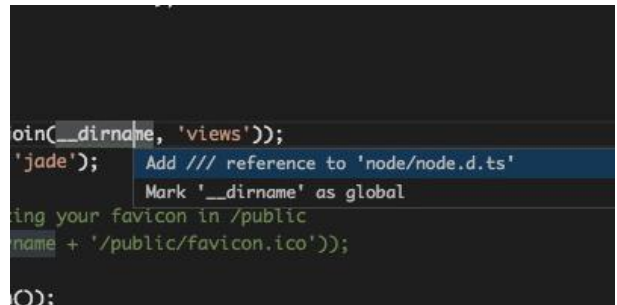 oin(__dirname, 'views'));
'jade');
Add /// reference to 'node/node.d.ts'
Mark '__dirname' as global
ing your favicon in /public
name + '/public/favicon.ico'));
());